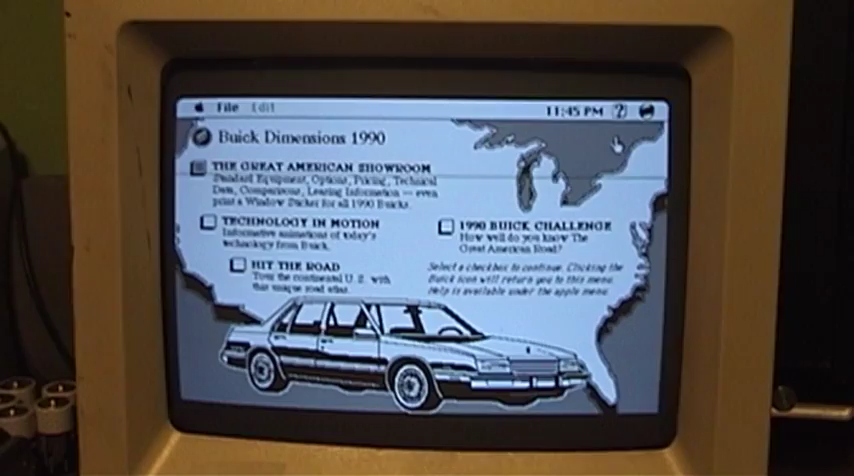 File Edit 11:45 PM
Buick Dimensions 1990
THE GREAT AMERICAN SHOWROOM
Standard Equipment, Options, Pricing, Technical
Data, Comparisons, Leasing Information — even
print a Window Sticker for all 1990 Buicks.
TECHNOLOGY IN MOTION
Informative animations of today's
technology from Buick.
HIT THE ROAD
Tour the continental U.S. with
this unique road atlas.
1990 BUICK CHALLENGE
How well do you know The
Great American Road?
Select a checkbox to continue. Clicking the
Buick icon will return you to this menu.
Help is available under the apple menu.